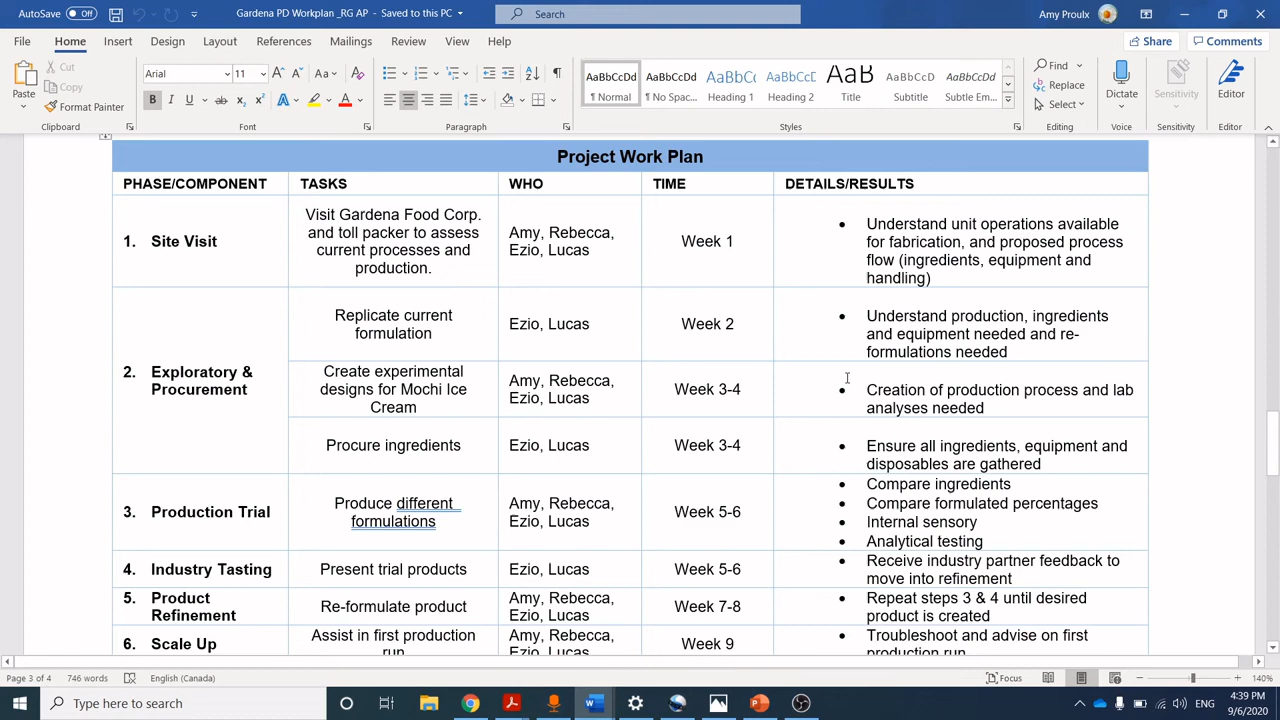 AutoSave Off Gardena PD Workplan _RG AP - Saved to this PC Search Amy Proulx
File Home Insert Design Layout References Mailings Review View Help Share Comments
Paste Cut Copy Format Painter Arial 11 Find Replace Select Dictate Sensitivity Editor
AaBbCcDd AaBbCcDd AaBbCc AaBbCcD AaB AaBbCcD AaBbCcDd
¶ Normal ¶ No Spac... Heading 1 Heading 2 Title Subtitle Subtle Em...
Clipboard Font Paragraph Styles Editing Voice Sensitivity Editor
Project Work Plan
PHASE/COMPONENT TASKS WHO TIME DETAILS/RESULTS
1. Site Visit
Visit Gardena Food Corp.
and toll packer to assess
current processes and
production.
Amy, Rebecca,
Ezio, Lucas
Week 1
• Understand unit operations available
for fabrication, and proposed process
flow (ingredients, equipment and
handling)
2. Exploratory &
Procurement
Replicate current
formulation
Ezio, Lucas
Week 2
• Understand production, ingredients
and equipment needed and re-
formulations needed
Create experimental
designs for Mochi Ice
Cream
Amy, Rebecca,
Ezio, Lucas
Week 3-4
• Creation of production process and lab
analyses needed
Procure ingredients
Ezio, Lucas
Week 3-4
• Ensure all ingredients, equipment and
disposables are gathered
3. Production Trial
Produce different
formulations
Amy, Rebecca,
Ezio, Lucas
Week 5-6
• Compare ingredients
• Compare formulated percentages
• Internal sensory
• Analytical testing
4. Industry Tasting
Present trial products
Ezio, Lucas
Week 5-6
• Receive industry partner feedback to
move into refinement
5. Product
Refinement
Re-formulate product
Amy, Rebecca,
Ezio, Lucas
Week 7-8
• Repeat steps 3 & 4 until desired
product is created
6. Scale Up
Assist in first production
run
Amy, Rebecca,
Ezio, Lucas
Week 9
• Troubleshoot and advise on first
production run
Page 3 of 4 746 words English (Canada) Focus 140%
Type here to search ENG 4:39 PM
9/6/2020